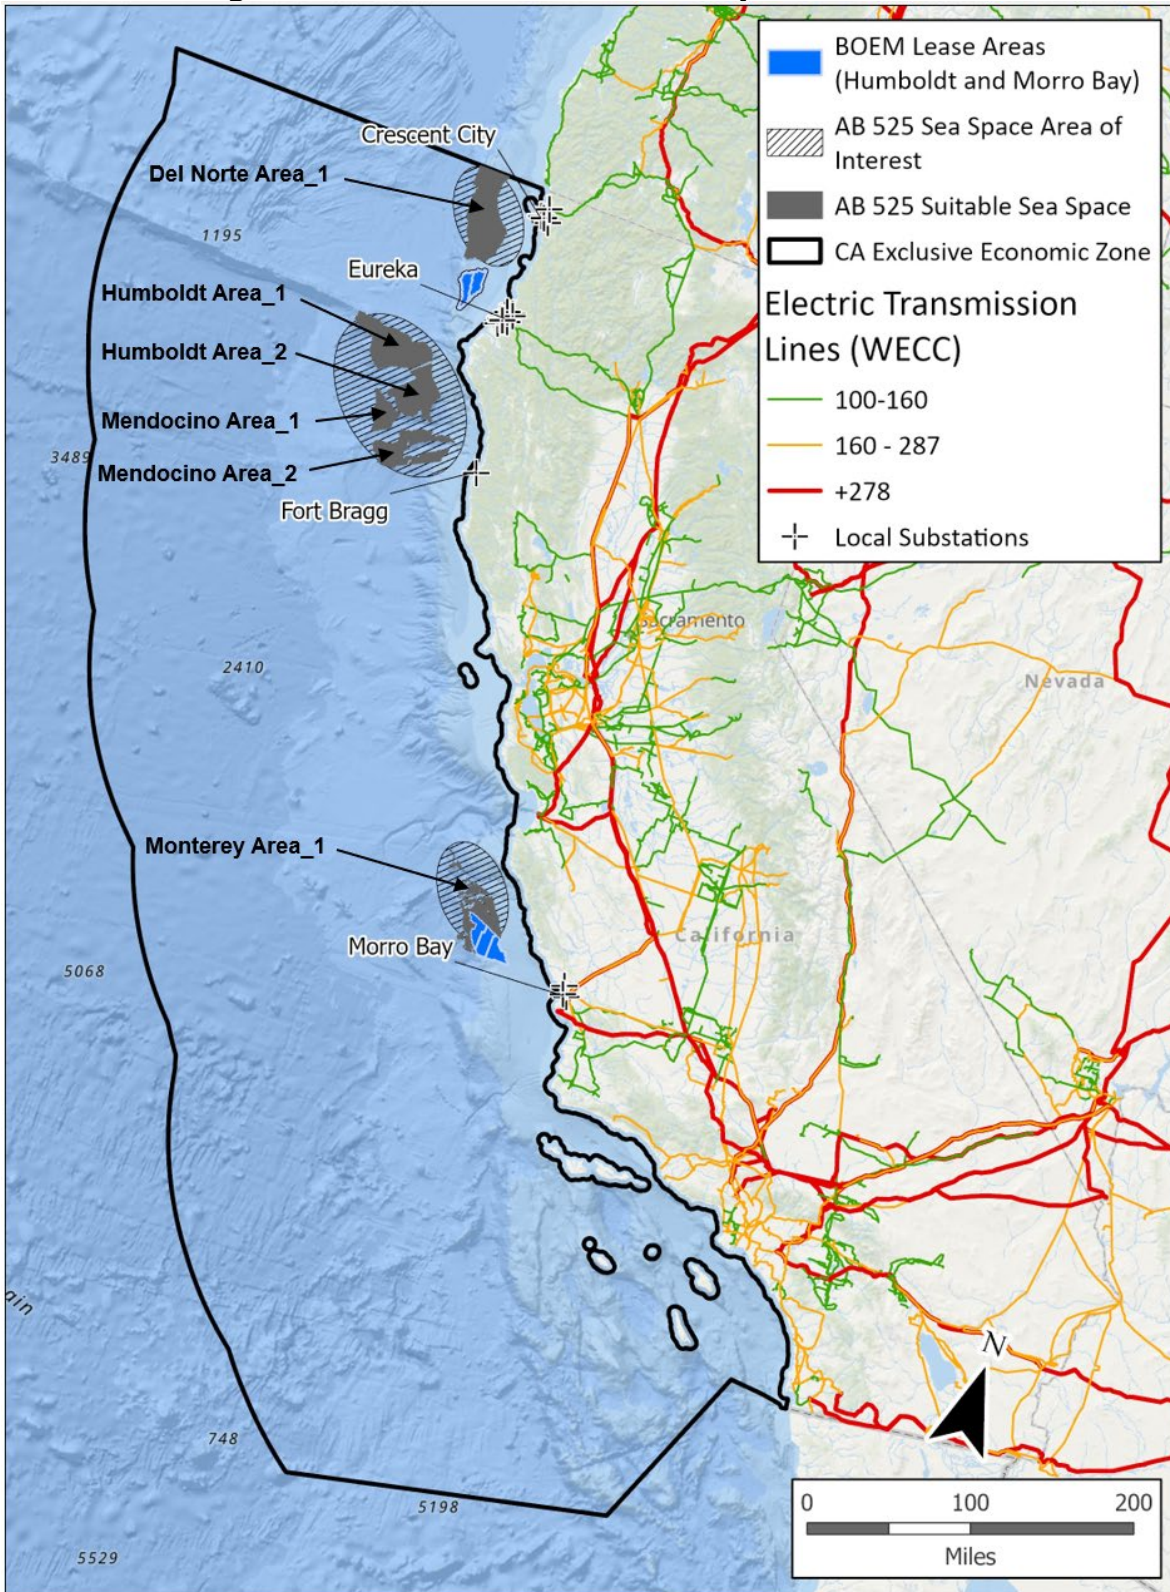 BOEM Lease Areas
(Humboldt and Morro Bay)
AB 525 Sea Space Area of
Interest
AB 525 Suitable Sea Space
CA Exclusive Economic Zone
Electric Transmission
Lines (WECC)
100-160
160 - 287
+278
Local Substations
Crescent City
Del Norte Area_1
1195
Eureka
Humboldt Area_1
Humboldt Area_2
Mendocino Area_1
3489
Mendocino Area_2
Fort Bragg
Sacramento
2410
Nevada
Monterey Area_1
California
Morro Bay
5068
gin
N
748
5198
5529
0 100 200
Miles